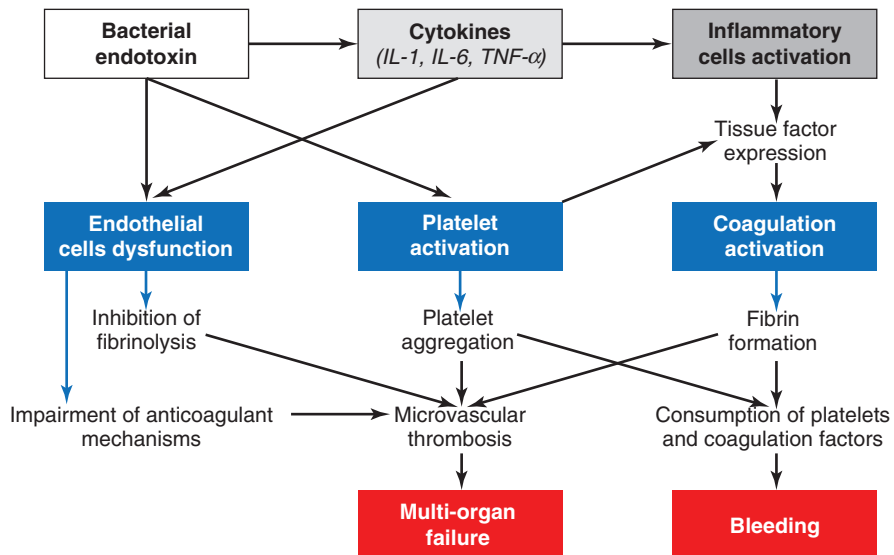 Bacterial
endotoxin
Cytokines
(IL-1, IL-6, TNF-α)
Inflammatory
cells activation
Tissue factor
expression
Endothelial
cells dysfunction
Platelet
activation
Coagulation
activation
Inhibition of
fibrinolysis
Platelet
aggregation
Fibrin
formation
Impairment of anticoagulant
mechanisms
Microvascular
thrombosis
Consumption of platelets
and coagulation factors
Multi-organ
failure
Bleeding